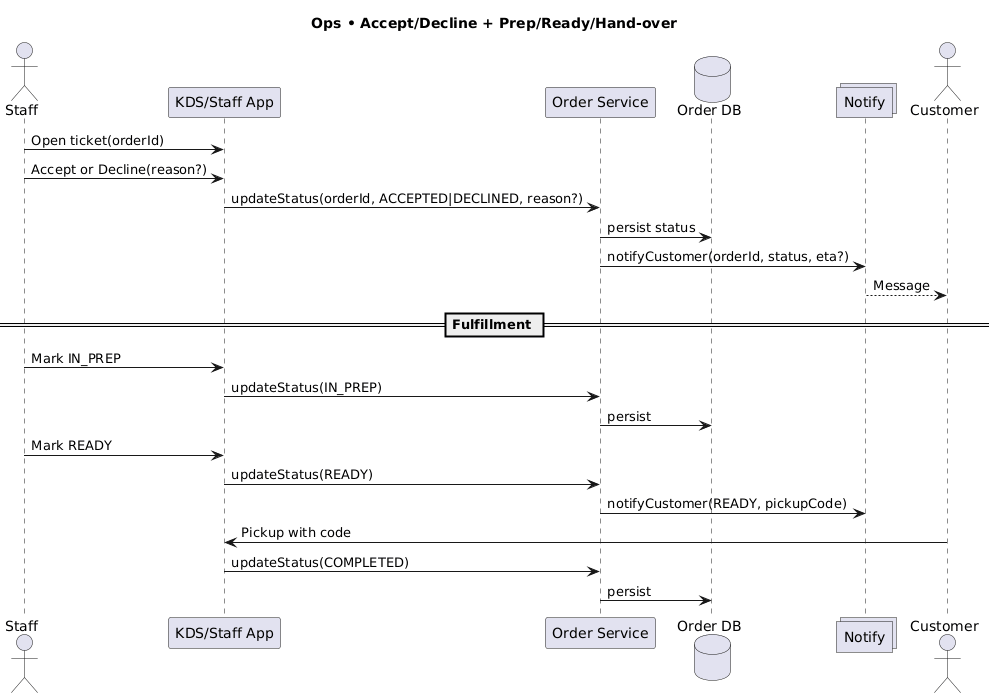 Ops • Accept/Decline + Prep/Ready/Hand-over
Staff
KDS/Staff App
Order Service
Order DB
Notify
Customer
Open ticket(orderId)
Accept or Decline(reason?)
updateStatus(orderId, ACCEPTED|DECLINED, reason?)
persist status
notifyCustomer(orderId, status, eta?)
Message
Fulfillment
Mark IN_PREP
updateStatus(IN_PREP)
persist
Mark READY
updateStatus(READY)
notifyCustomer(READY, pickupCode)
Pickup with code
updateStatus(COMPLETED)
persist
Staff
KDS/Staff App
Order Service
Order DB
Notify
Customer